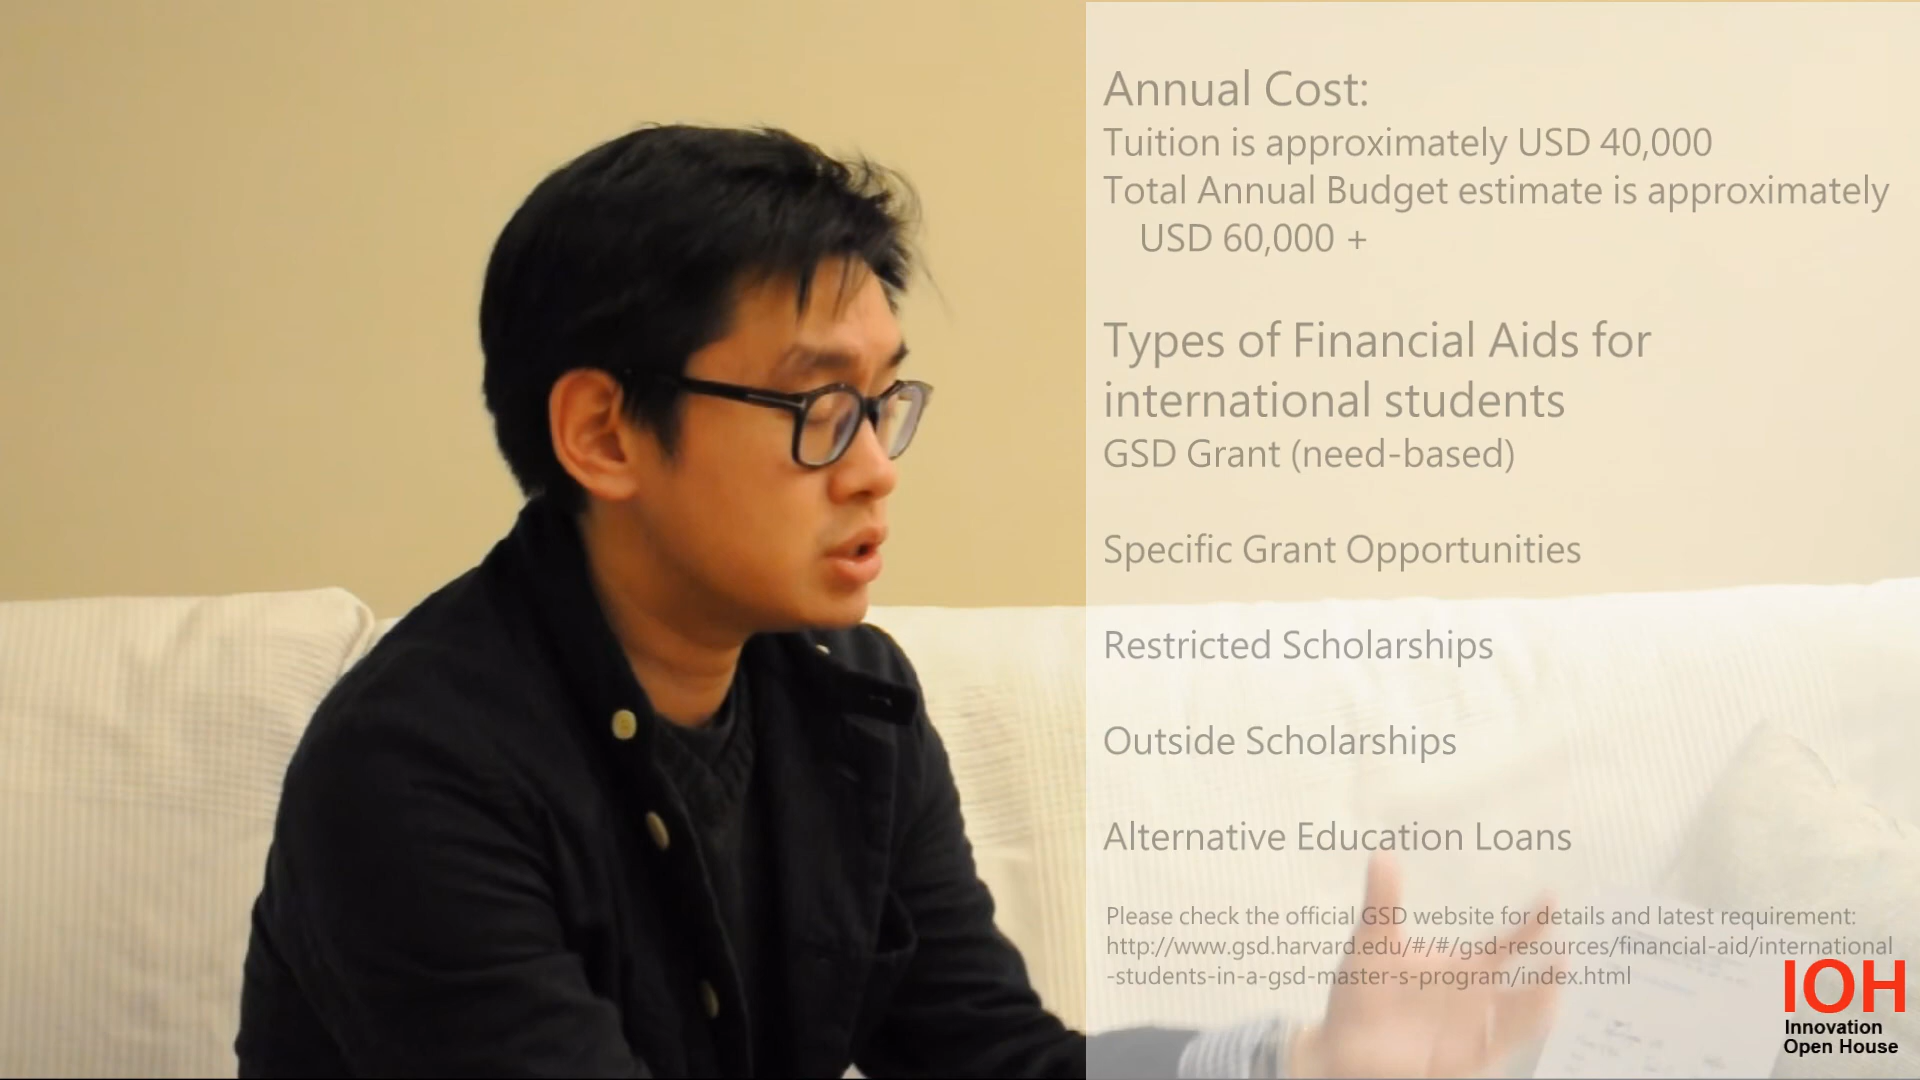 Annual Cost:
Tuition is approximately USD 40,000
Total Annual Budget estimate is approximately
USD 60,000 +
Types of Financial Aids for
international students
GSD Grant (need-based)
Specific Grant Opportunities
Restricted Scholarships
Outside Scholarships
Alternative Education Loans
Please check the official GSD website for details and latest requirement:
http://www.gsd.harvard.edu/#/#/gsd-resources/financial-aid/international
-students-in-a-gsd-master-s-program/index.html
IOH
Innovation
Open House